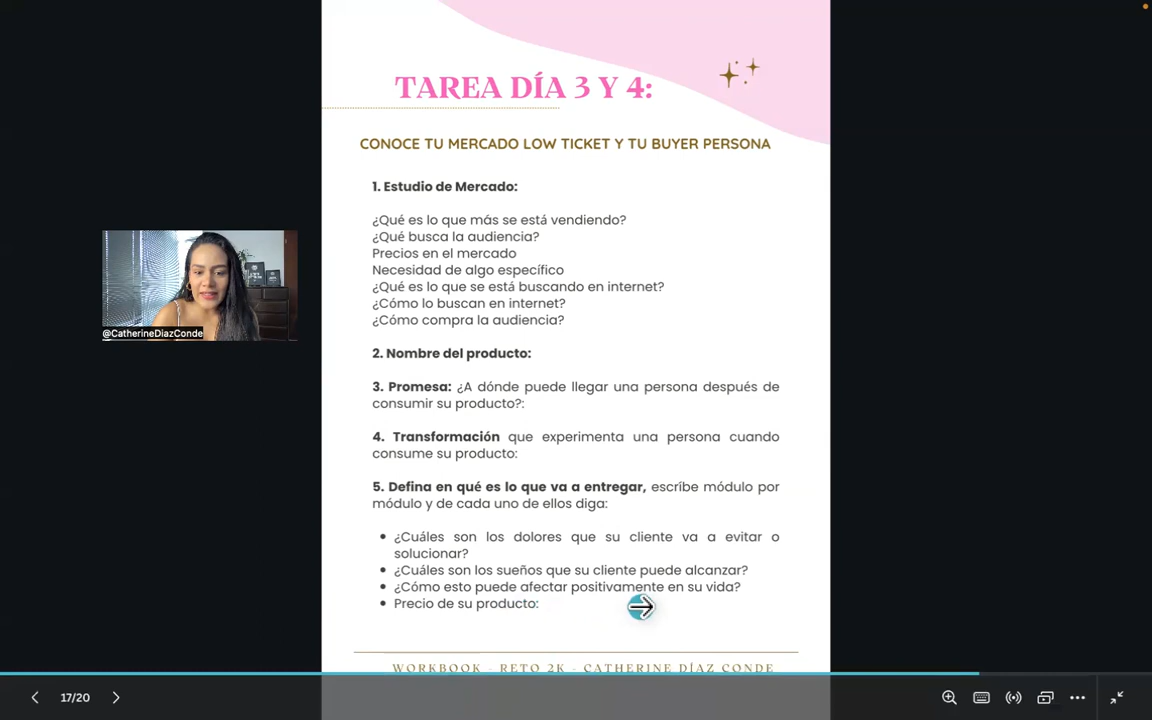 TAREA DÍA 3 Y 4:
CONOCE TU MERCADO LOW TICKET Y TU BUYER PERSONA
1. Estudio de Mercado:
¿Qué es lo que más se está vendiendo?
¿Qué busca la audiencia?
Precios en el mercado
Necesidad de algo específico
¿Qué es lo que se está buscando en internet?
¿Cómo lo buscan en internet?
¿Cómo compra la audiencia?
2. Nombre del producto:
3. Promesa: ¿A dónde puede llegar una persona después de
consumir su producto?:
4. Transformación que experimenta una persona cuando
consume su producto:
5. Defina en qué es lo que va a entregar, escríbe módulo por
módulo y de cada uno de ellos diga:
• ¿Cuáles son los dolores que su cliente va a evitar o
solucionar?
• ¿Cuáles son los sueños que su cliente puede alcanzar?
• ¿Cómo esto puede afectar positivamente en su vida?
• Precio de su producto:
WORKBOOK - RETO 2K - CATHERINE DÍAZ CONDE
@CatherineDiazConde
17/20